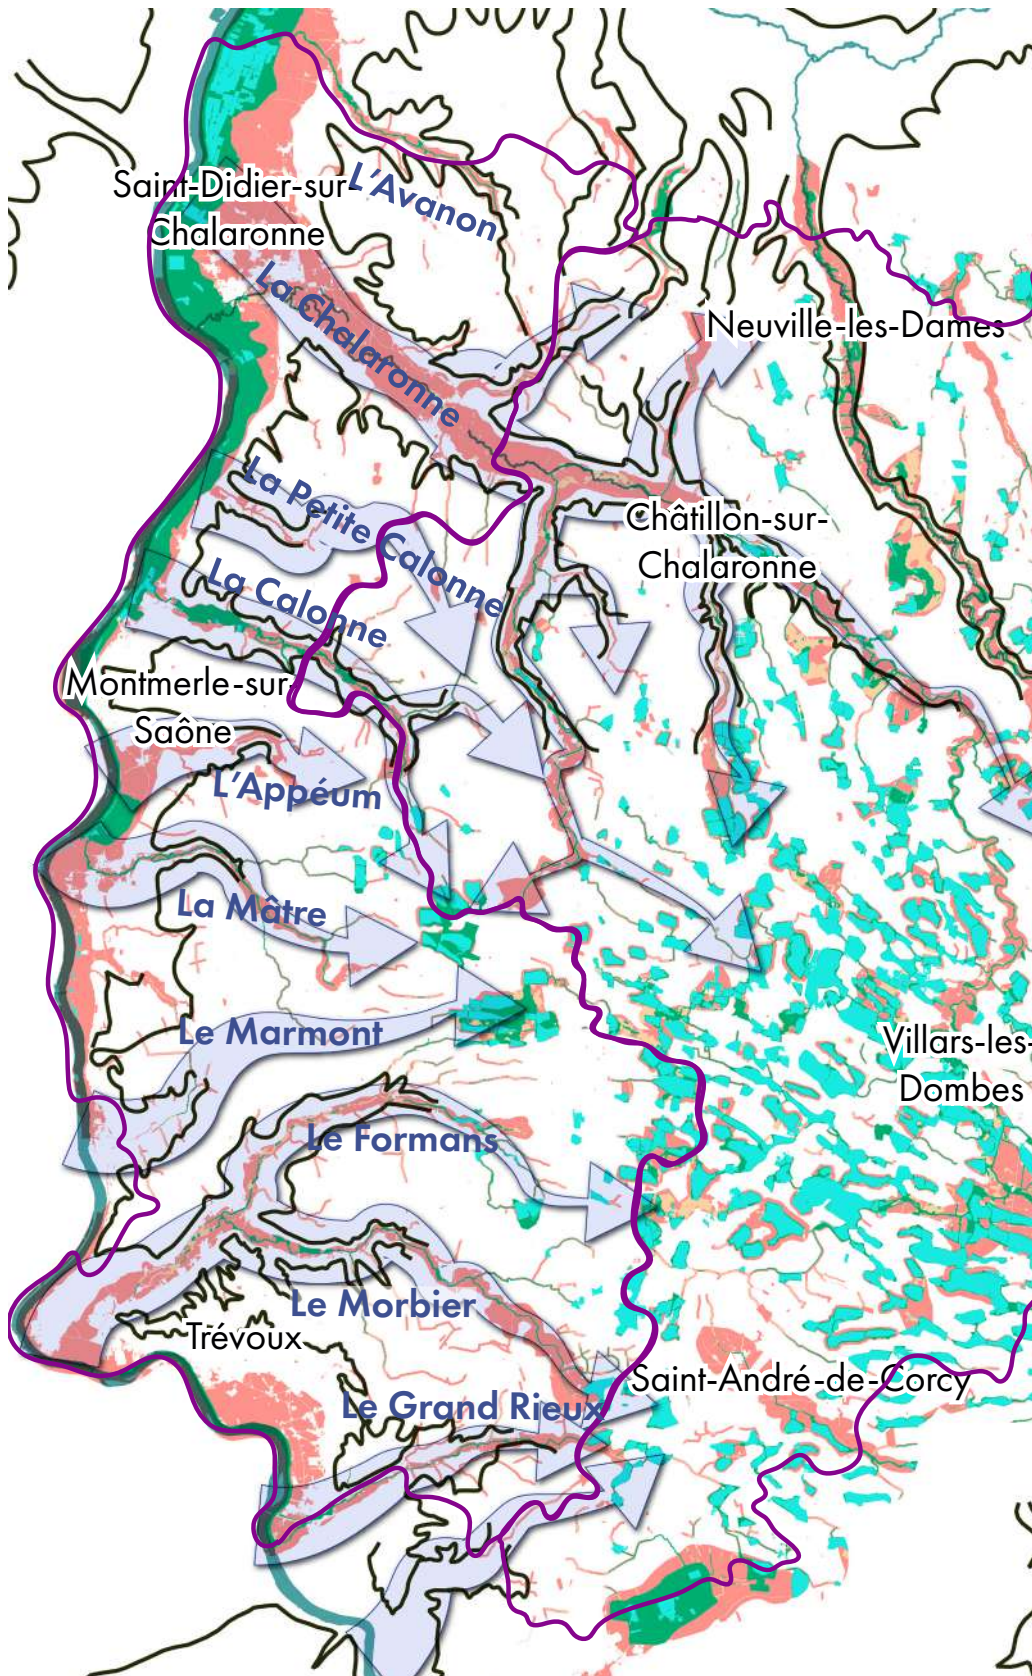 Saint-Didier-sur-
Chalaronne
L'Avanon
La Chalaronne
Neuville-les-Dames
La Petite Calonne
Châtillon-sur-
Chalaronne
La Calonne
Montmerle-sur-
Saône
L'Appéum
La Mâtre
Le Marmont
Villars-les-
Dombes
Le Formans
Le Morbier
Trévoux
Saint-André-de-Corcy
Le Grand Rieux